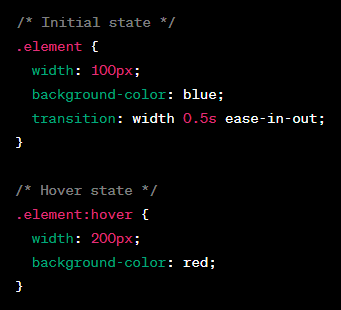 /* Initial state */
.element {
  width: 100px;
  background-color: blue;
  transition: width 0.5s ease-in-out;
}

/* Hover state */
.element:hover {
  width: 200px;
  background-color: red;
}